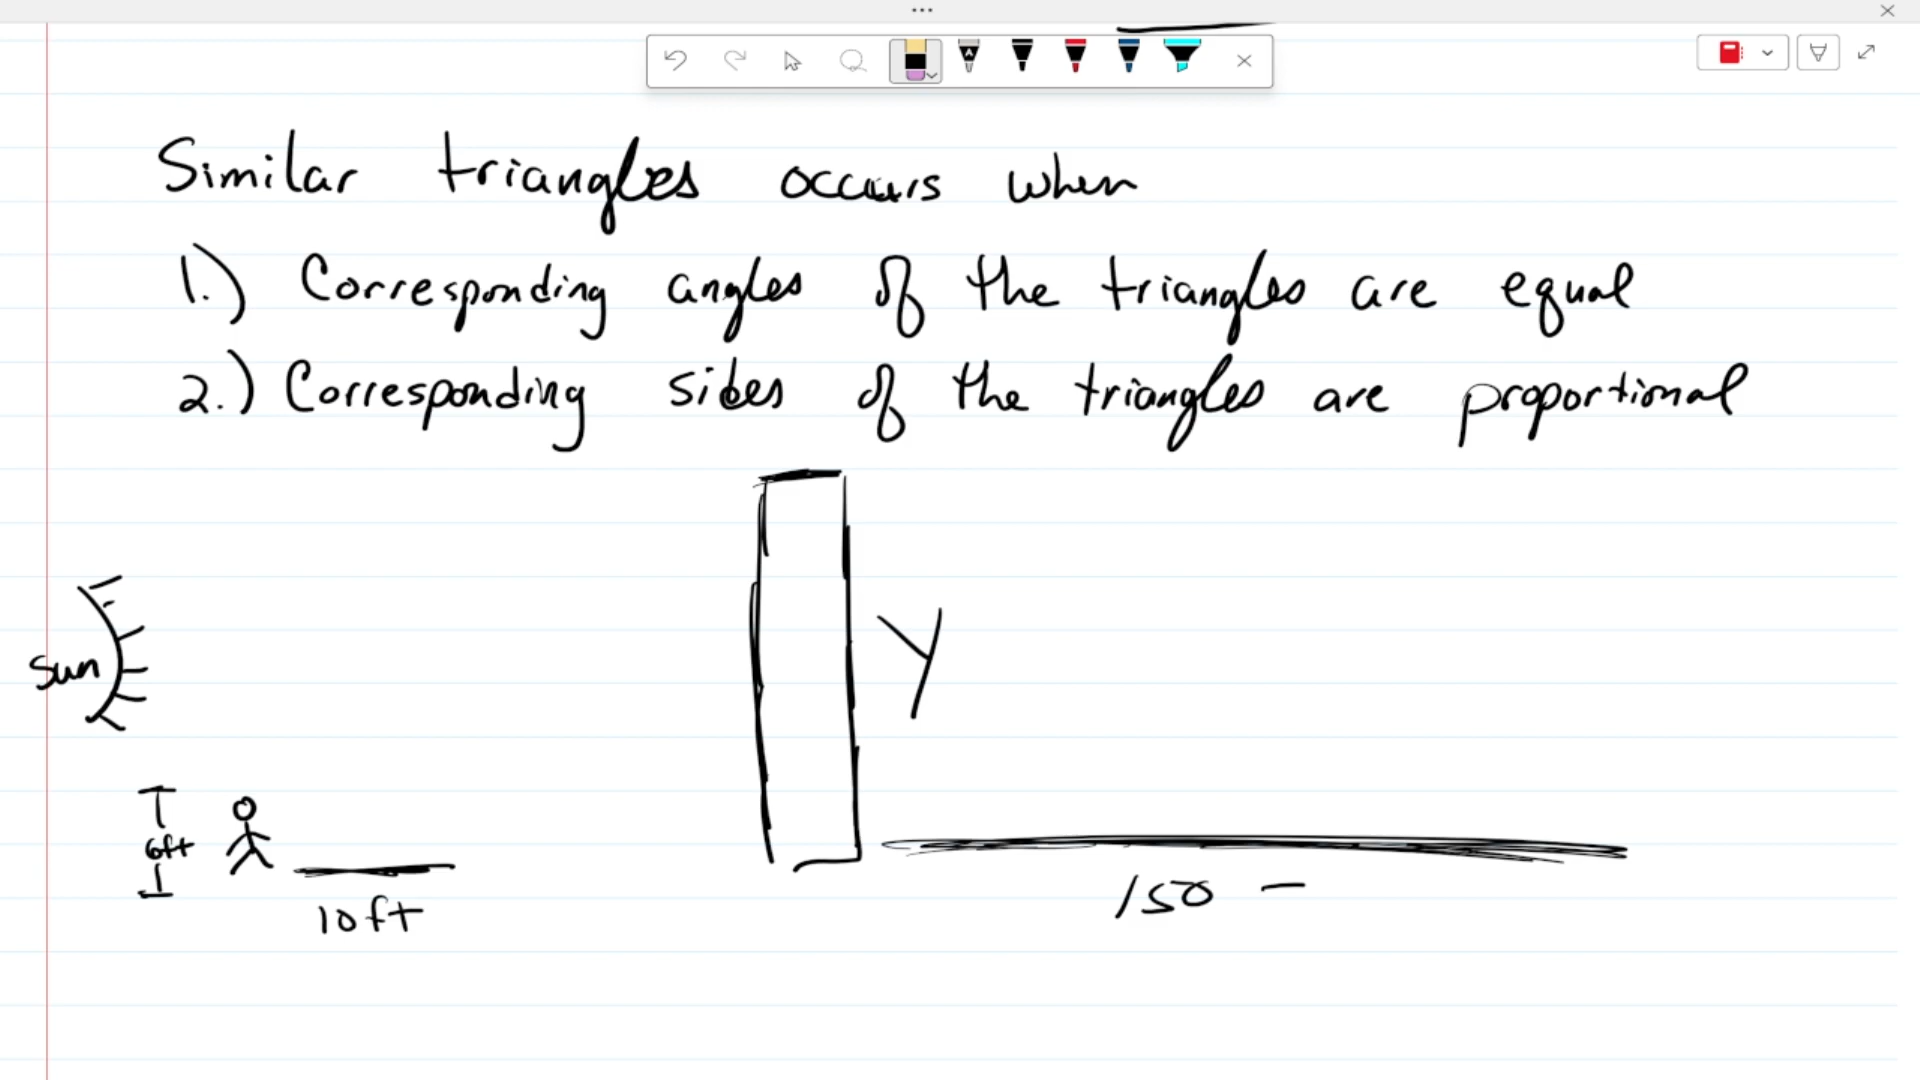 Similar triangles occurs when
1.) Corresponding angles of the triangles are equal
2.) Corresponding sides of the triangles are proportional
Sun
6ft
10ft
Y
150 -